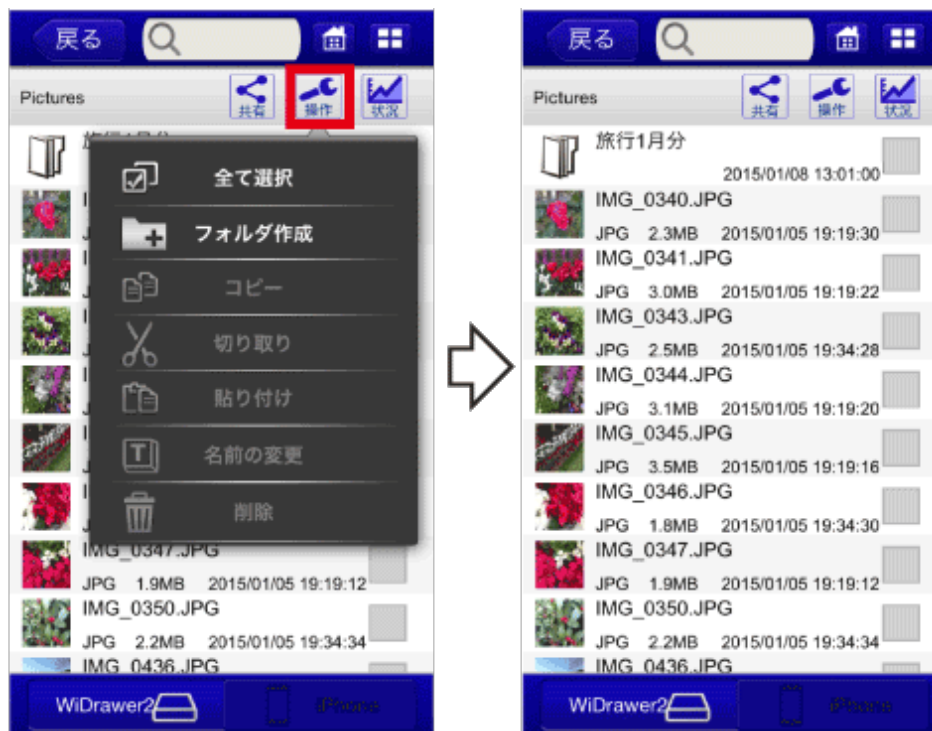 戻る
Pictures
共有
操作
状況
全て選択
フォルダ作成
コピー
切り取り
貼り付け
名前の変更
削除
IMG_0347.JPG
JPG 1.9MB 2015/01/05 19:19:12
IMG_0350.JPG
JPG 2.2MB 2015/01/05 19:34:34
IMG_0436.JPG
WiDrawer2
iPhone
戻る
Pictures
共有
操作
状況
旅行1月分
2015/01/08 13:01:00
IMG_0340.JPG
JPG 2.3MB 2015/01/05 19:19:30
IMG_0341.JPG
JPG 3.0MB 2015/01/05 19:19:22
IMG_0343.JPG
JPG 2.5MB 2015/01/05 19:34:28
IMG_0344.JPG
JPG 3.1MB 2015/01/05 19:19:20
IMG_0345.JPG
JPG 3.5MB 2015/01/05 19:19:16
IMG_0346.JPG
JPG 1.8MB 2015/01/05 19:34:30
IMG_0347.JPG
JPG 1.9MB 2015/01/05 19:19:12
IMG_0350.JPG
JPG 2.2MB 2015/01/05 19:34:34
IMG_0436.JPG
WiDrawer2
iPhone